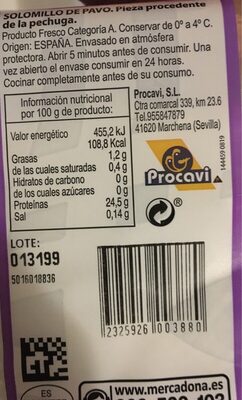 SOLOMILLO DE PAVO. Pieza procedente
de la pechuga.
Producto Fresco Categoría A. Conservar de 0º a 4º C.
Origen: ESPAÑA. Envasado en atmósfera
protectora. Abrir 5 minutos antes de consumir. Una
vez abierto el envase consumir en 24 horas.
Cocinar completamente antes de su consumo.
Información nutricional
por 100 g de producto:
Valor energético 455,2 kJ
108,8 Kcal
Grasas 1,2 g
de las cuales saturadas 0,4 g
Hidratos de carbono 0 g
de los cuales azúcares 0 g
Proteínas 24,5 g
Sal 0,14 g
Procavi, S.L.
Ctra comarcal 339, km 23.6
Tel.955847879
41620 Marchena (Sevilla)
Procavi
144459 0819
LOTE:
013199
5016018836
2325926 003880
ES
www.mercadona.es